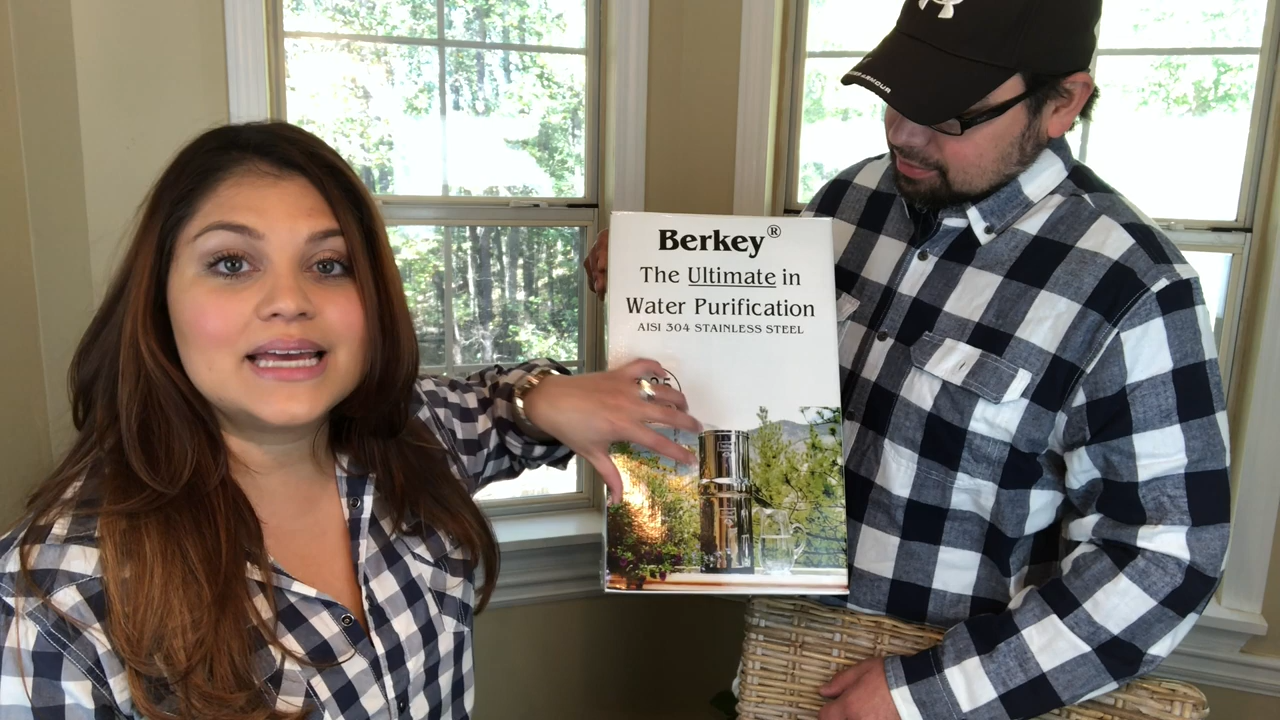 Berkey®
The Ultimate in
Water Purification
AISI 304 STAINLESS STEEL